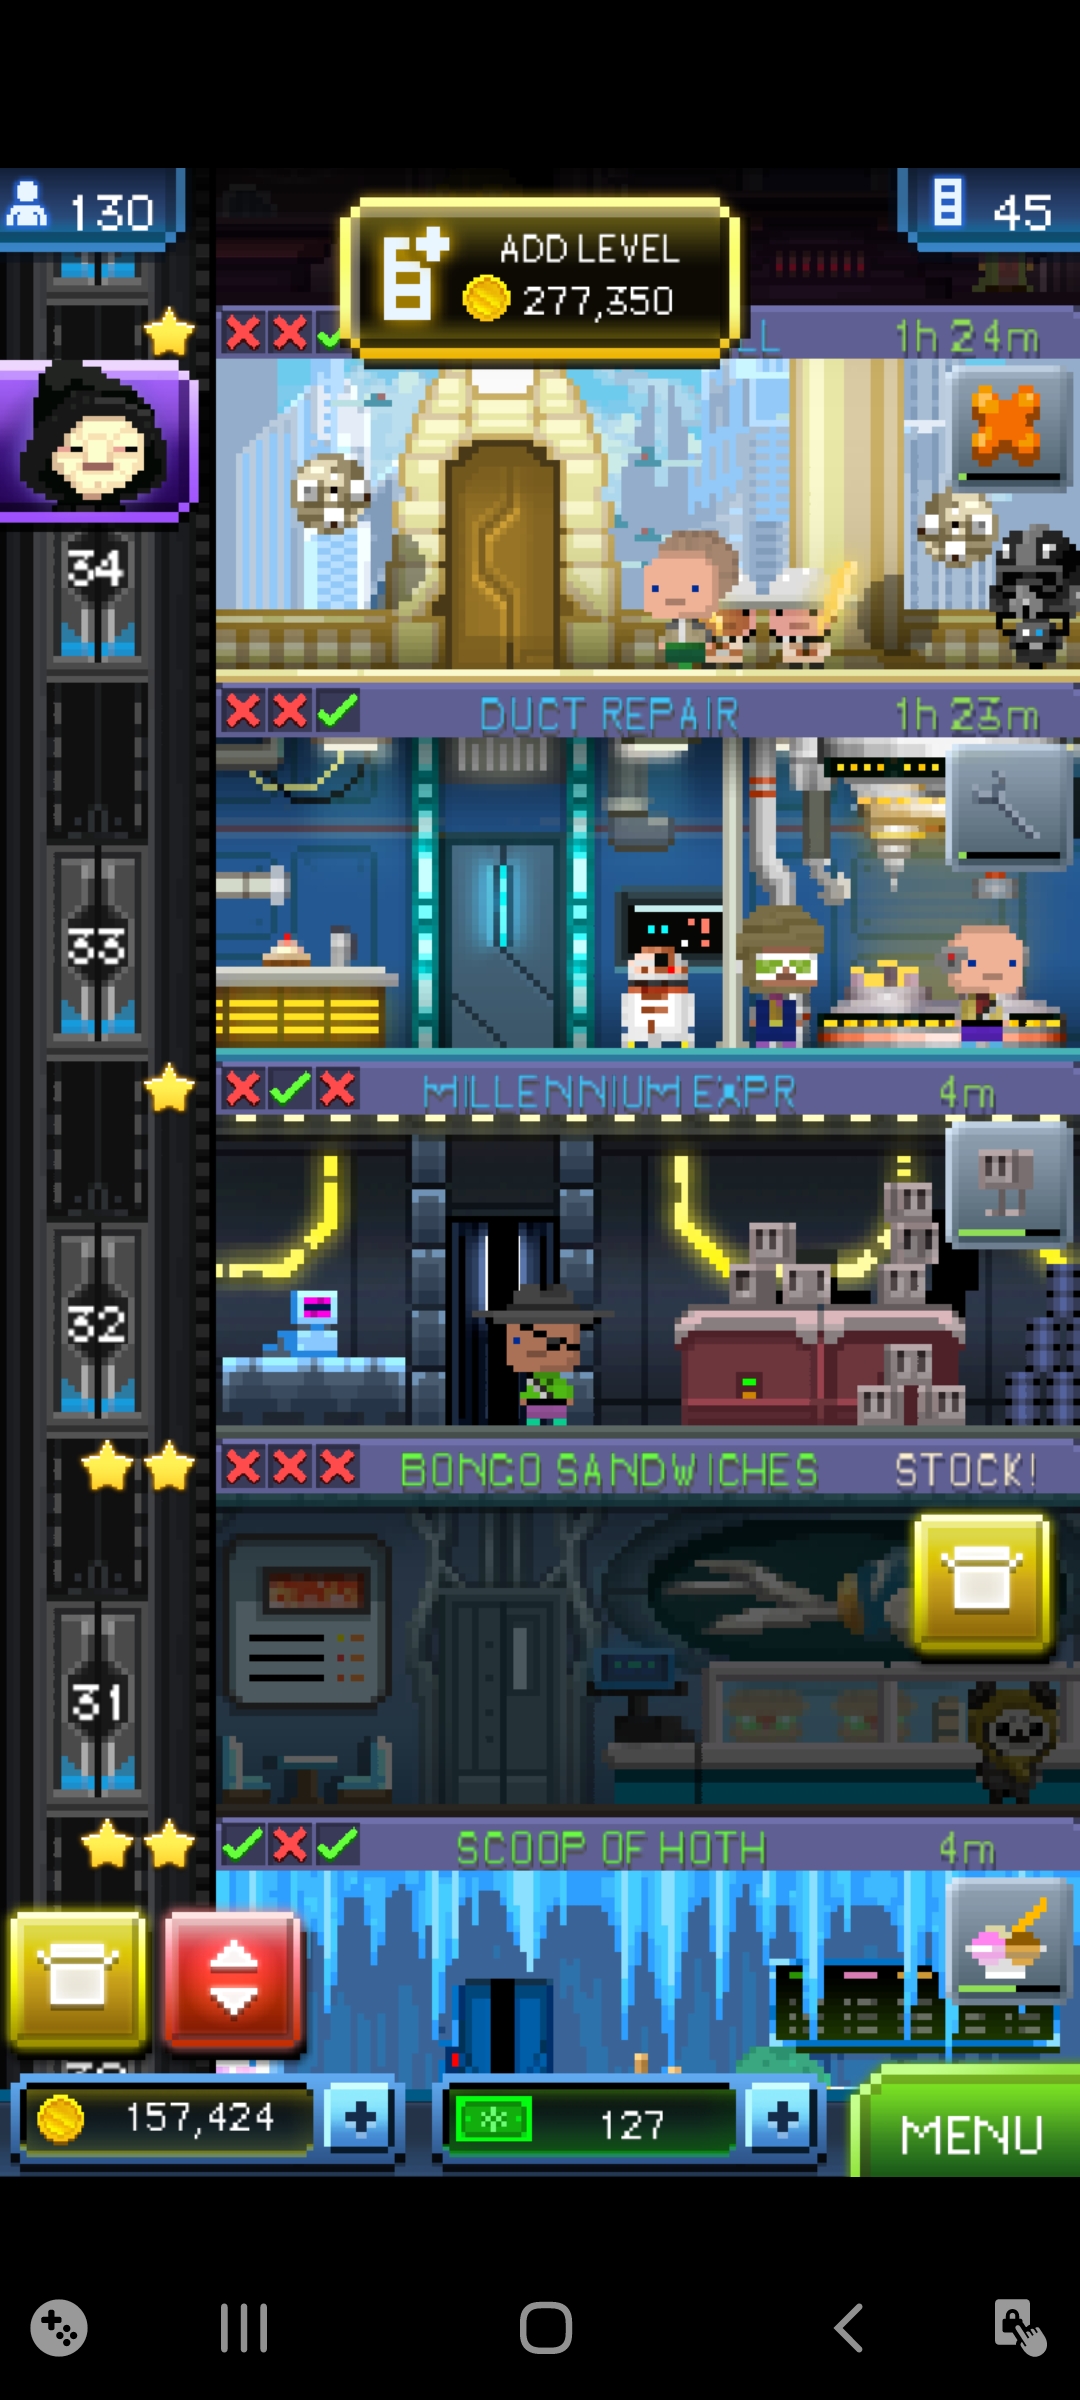 130
ADD LEVEL
277,350
45
LL
1h 24m
34
DUCT REPAIR
1h 23m
33
MILLENNIUM EXPR
4m
32
BONGO SANDWICHES
STOCK!
31
SCOOP OF HOTH
4m
157,424
127
MENU